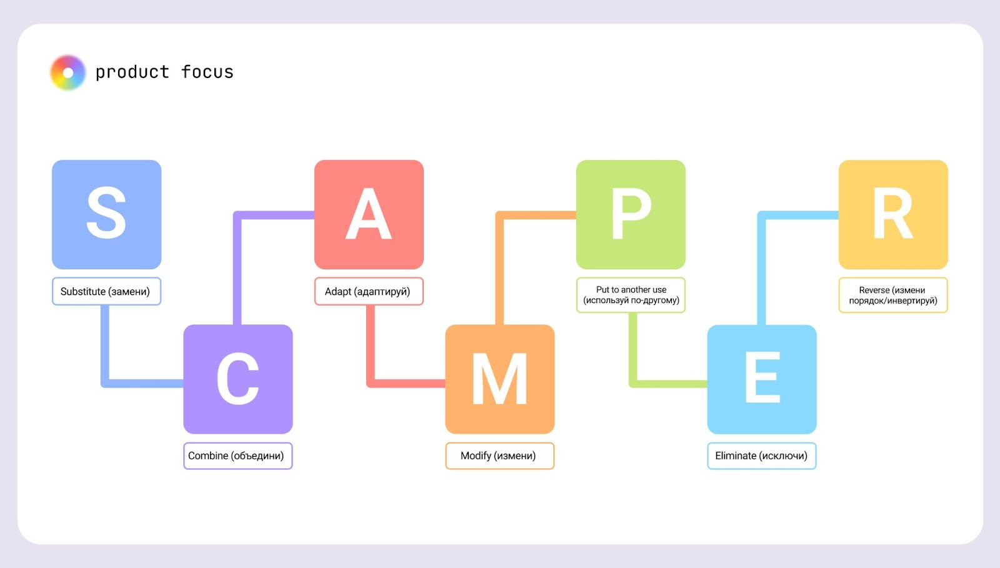 product focus
S
Substitute (замени)
C
Combine (объедини)
A
Adapt (адаптируй)
M
Modify (измени)
P
Put to another use
(используй по-другому)
E
Eliminate (исключи)
R
Reverse (измени
порядок/инвертируй)